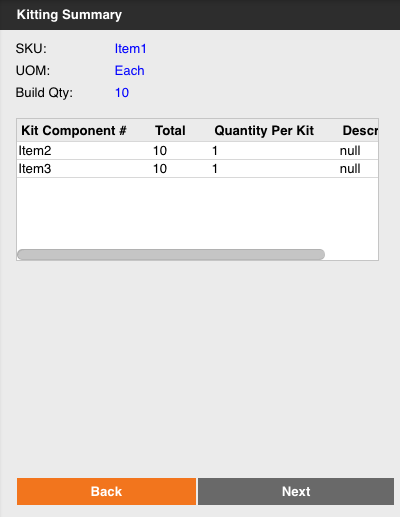 Kitting Summary
SKU: Item1
UOM: Each
Build Qty: 10
Kit Component # Total Quantity Per Kit Descr
Item2 10 1 null
Item3 10 1 null
Back Next